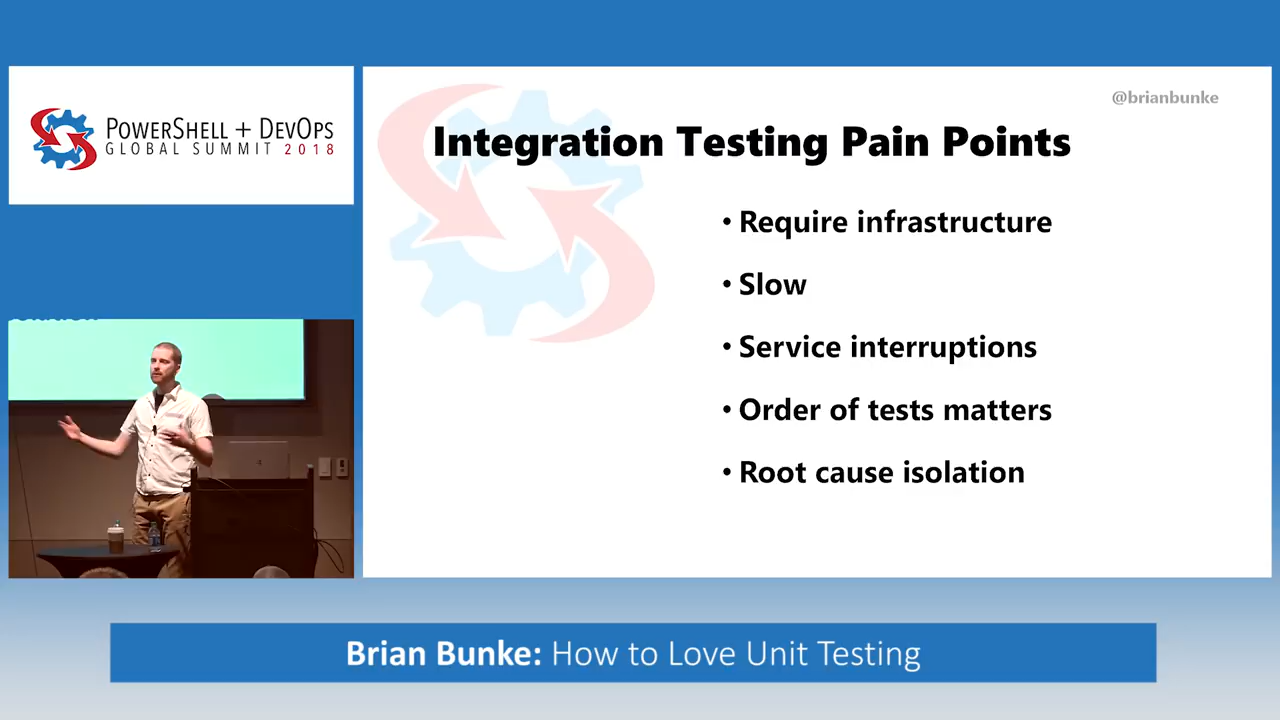 POWERSHELL + DEVOPS
GLOBAL SUMMIT 2018
@brianbunke
Integration Testing Pain Points
• Require infrastructure
• Slow
• Service interruptions
• Order of tests matters
• Root cause isolation
Brian Bunke: How to Love Unit Testing